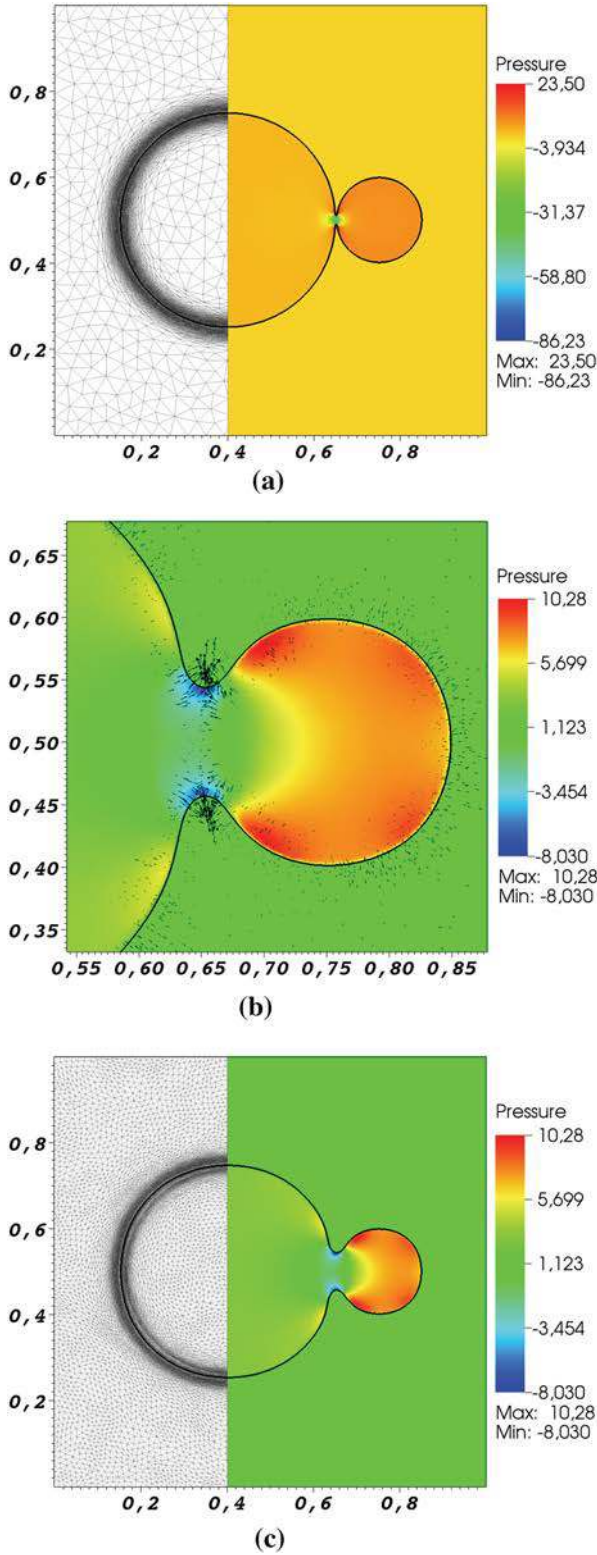 Pressure
23,50
-3,934
-31,37
-58,80
-86,23
Max: 23,50
Min: -86,23
0,8
0,6
0,4
0,2
0,2 0,4 0,6 0,8
(a)
Pressure
10,28
5,699
1,123
-3,454
-8,030
Max: 10,28
Min: -8,030
0,65
0,60
0,55
0,50
0,45
0,40
0,35
0,55 0,60 0,65 0,70 0,75 0,80 0,85
(b)
Pressure
10,28
5,699
1,123
-3,454
-8,030
Max: 10,28
Min: -8,030
0,8
0,6
0,4
0,2
0,2 0,4 0,6 0,8
(c)